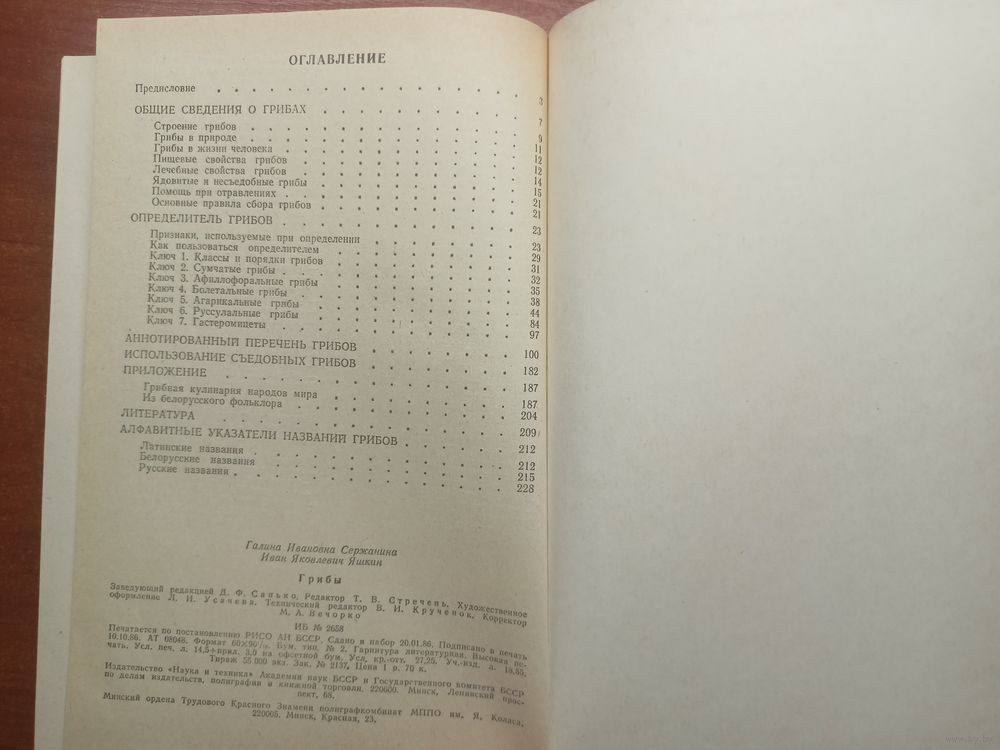 ОГЛАВЛЕНИЕ
Предисловие . . . . . . . . . . . . . . . 3
ОБЩИЕ СВЕДЕНИЯ О ГРИБАХ . . . . . . . . . . 7
Строение грибов . . . . . . . . . . . . . 9
Грибы в природе . . . . . . . . . . . . . 11
Грибы в жизни человека . . . . . . . . . . . 12
Пищевые свойства грибов . . . . . . . . . . 12
Лечебные свойства грибов . . . . . . . . . . 14
Ядовитые и несъедобные грибы . . . . . . . . . 15
Помощь при отравлениях . . . . . . . . . . . 21
Основные правила сбора грибов . . . . . . . . . 21
ОПРЕДЕЛИТЕЛЬ ГРИБОВ . . . . . . . . . . . . 23
Признаки, используемые при определении . . . . . . 23
Как пользоваться определителем . . . . . . . . 29
Ключ 1. Классы и порядки грибов . . . . . . . . 31
Ключ 2. Сумчатые грибы . . . . . . . . . . . 32
Ключ 3. Афиллофоральные грибы . . . . . . . . 35
Ключ 4. Болетальные грибы . . . . . . . . . . 38
Ключ 5. Агарикальные грибы . . . . . . . . . 44
Ключ 6. Руссулальные грибы . . . . . . . . . 84
Ключ 7. Гастеромицеты . . . . . . . . . . . 97
АННОТИРОВАННЫЙ ПЕРЕЧЕНЬ ГРИБОВ . . . . . . 100
ИСПОЛЬЗОВАНИЕ СЪЕДОБНЫХ ГРИБОВ . . . . . . 182
ПРИЛОЖЕНИЕ . . . . . . . . . . . . . 187
Грибная кулинария народов мира . . . . . . . . 187
Из белорусского фольклора . . . . . . . . . 204
ЛИТЕРАТУРА . . . . . . . . . . . . . 209
АЛФАВИТНЫЕ УКАЗАТЕЛИ НАЗВАНИЙ ГРИБОВ . . . . 212
Латинские названия . . . . . . . . . . . 212
Белорусские названия . . . . . . . . . . 215
Русские названия . . . . . . . . . . . . 228
Галина Ивановна Сержанина
Иван Яковлевич Яшкин
Грибы
Заведующий редакцией Д. Ф. Санько. Редактор Т. В. Стречень. Художественное
оформление Л. И. Усачева. Технический редактор В. И. Крученок. Корректор
М. А. Вечорко
ИБ № 2658
Печатается по постановлению РИСО АН БССР. Сдано в набор 20.01.86. Подписано в печать
10.10.86. АТ 08048. Формат 60×90 1/16. Бум. тип. № 2. Гарнитура литературная. Высокая пе-
чать. Усл. печ. л. 14,5+вкл. 3,0 на офсетной бум. Усл. кр.-отт. 27,25. Уч.-изд. л. 18,55.
Тираж 55 000 экз. Зак. № 2137. Цена 1 р. 70 к.
Издательство «Наука и техника» Академии наук БССР и Государственного комитета БССР
по делам издательств, полиграфии и книжной торговли. 220600. Минск, Ленинский прос-
пект, 68.
Минский ордена Трудового Красного Знамени полиграфкомбинат МППО им. Я. Коласа.
220005. Минск, Красная, 23.
www.ay.by